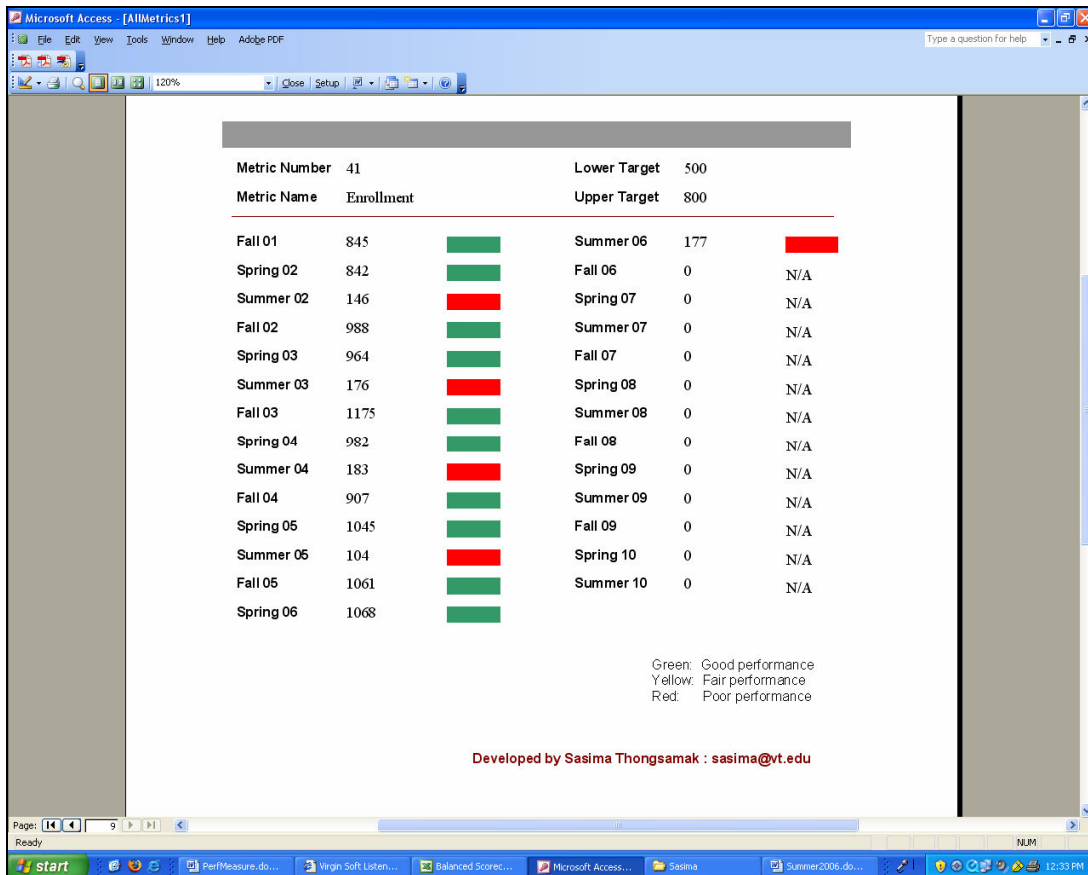 Microsoft Access - [AllMetrics1]
File Edit View Tools Window Help Adobe PDF
Type a question for help
120%
Close Setup
Metric Number 41 Lower Target 500
Metric Name Enrollment Upper Target 800
Fall 01 845 Summer 06 177
Spring 02 842 Fall 06 0 N/A
Summer 02 146 Spring 07 0 N/A
Fall 02 988 Summer 07 0 N/A
Spring 03 964 Fall 07 0 N/A
Summer 03 176 Spring 08 0 N/A
Fall 03 1175 Summer 08 0 N/A
Spring 04 982 Fall 08 0 N/A
Summer 04 183 Spring 09 0 N/A
Fall 04 907 Summer 09 0 N/A
Spring 05 1045 Fall 09 0 N/A
Summer 05 104 Spring 10 0 N/A
Fall 05 1061 Summer 10 0 N/A
Spring 06 1068
Green: Good performance
Yellow: Fair performance
Red: Poor performance
Developed by Sasima Thongsamak : sasima@vt.edu
Page: 9
Ready NUM
start PerfMeasure.do... Virgin Soft Listen... Balanced Scorec... Microsoft Access... Sasima Summer2006.do... 12:33 PM